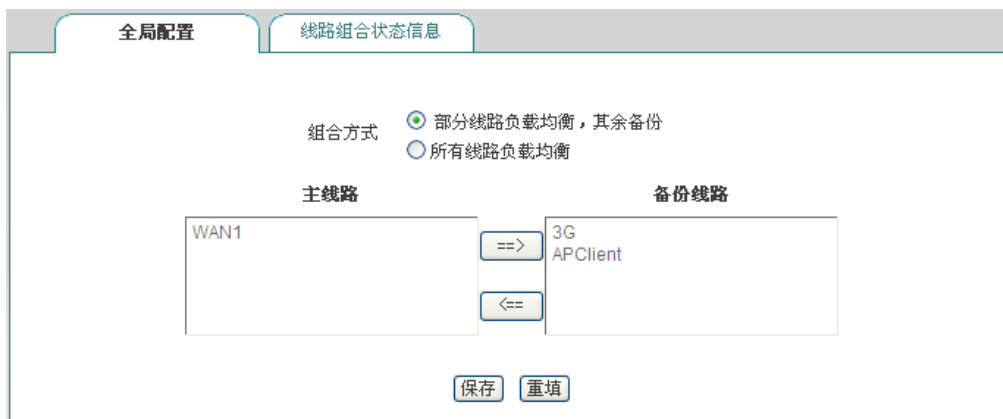 全局配置 线路组合状态信息
组合方式
部分线路负载均衡，其余备份
所有线路负载均衡
主线路 备份线路
WAN1
==>
3G
APClient
<==
保存 重填